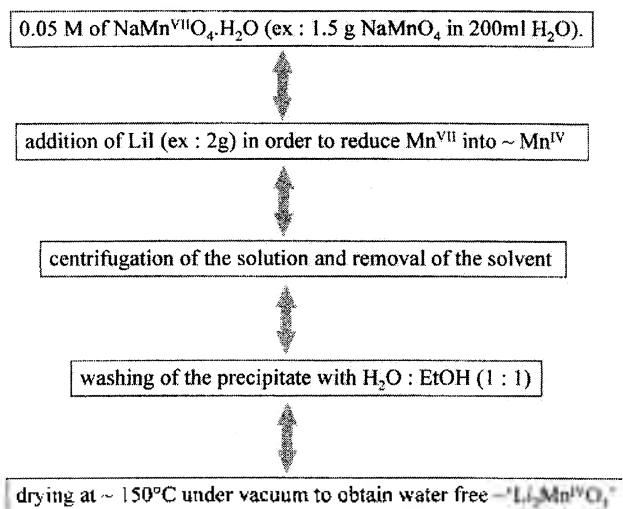 0.05 M of NaMnⱽᴵᴵO₄.H₂O (ex : 1.5 g NaMnO₄ in 200ml H₂O).
addition of LiI (ex : 2g) in order to reduce Mnⱽᴵᴵ into ~ Mnᴵⱽ
centrifugation of the solution and removal of the solvent
washing of the precipitate with H₂O : EtOH (1 : 1)
drying at ~ 150°C under vacuum to obtain water free